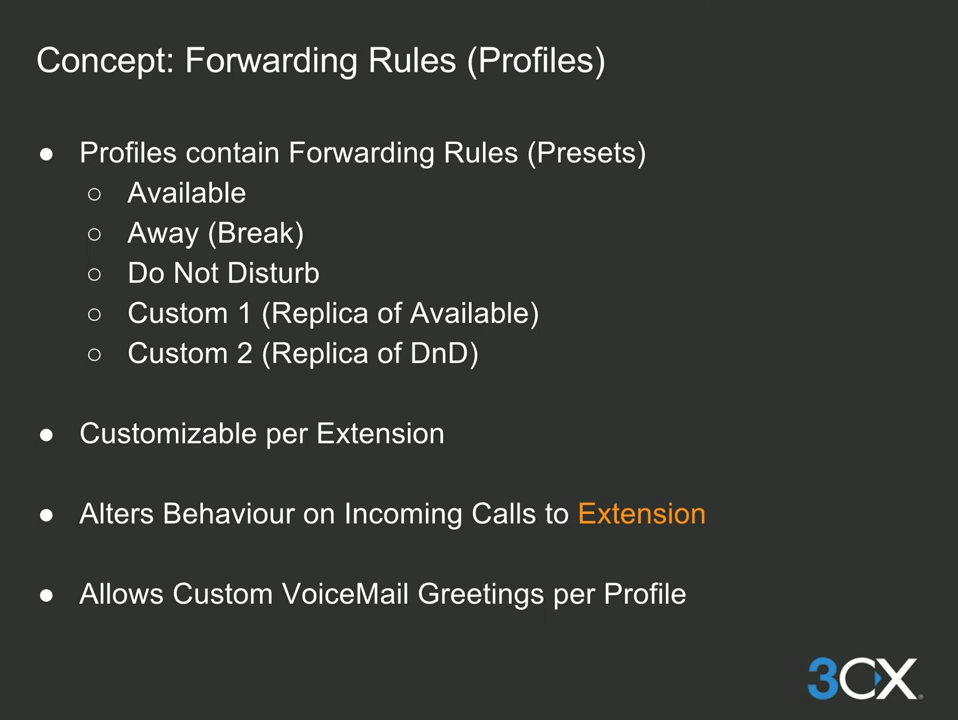 Concept: Forwarding Rules (Profiles)
● Profiles contain Forwarding Rules (Presets)
○ Available
○ Away (Break)
○ Do Not Disturb
○ Custom 1 (Replica of Available)
○ Custom 2 (Replica of DnD)
● Customizable per Extension
● Alters Behaviour on Incoming Calls to Extension
● Allows Custom VoiceMail Greetings per Profile
3CX®